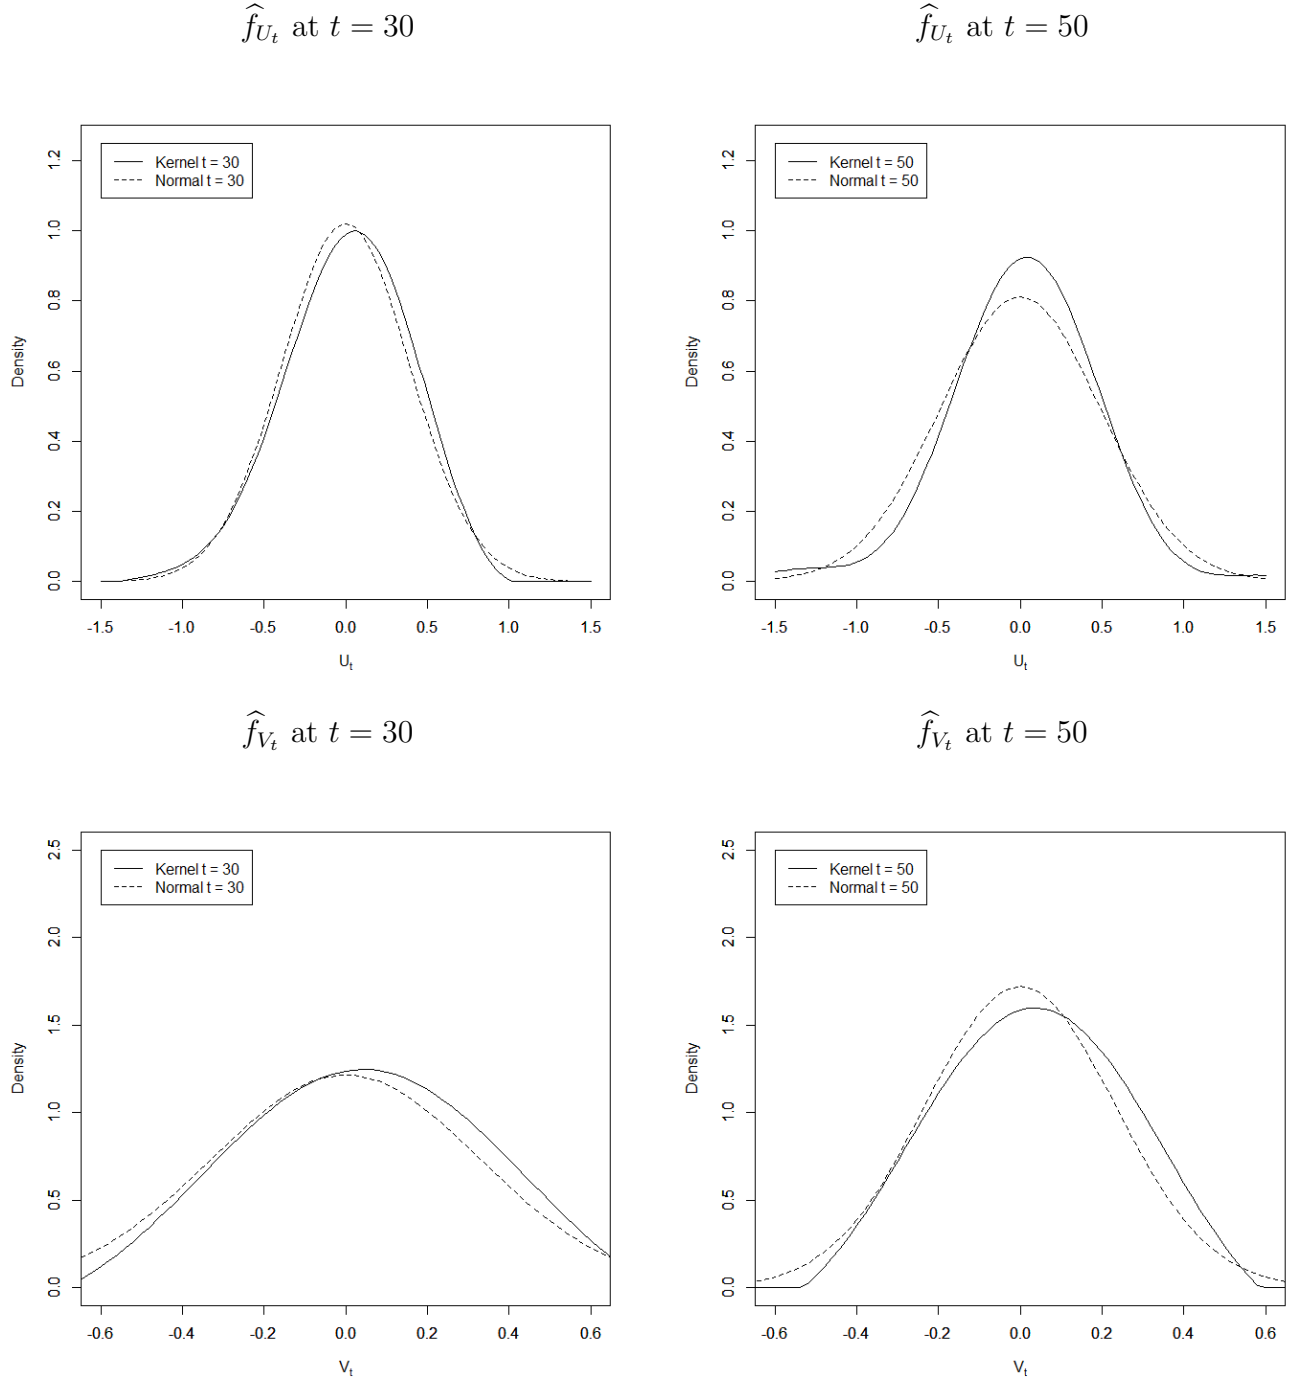 f̂_{U_t} at t = 30
f̂_{U_t} at t = 50
Kernel t = 30
Normal t = 30
Density
0.0 0.2 0.4 0.6 0.8 1.0 1.2
-1.5 -1.0 -0.5 0.0 0.5 1.0 1.5
U_t
Kernel t = 50
Normal t = 50
Density
0.0 0.2 0.4 0.6 0.8 1.0 1.2
-1.5 -1.0 -0.5 0.0 0.5 1.0 1.5
U_t
f̂_{V_t} at t = 30
f̂_{V_t} at t = 50
Kernel t = 30
Normal t = 30
Density
0.0 0.5 1.0 1.5 2.0 2.5
-0.6 -0.4 -0.2 0.0 0.2 0.4 0.6
V_t
Kernel t = 50
Normal t = 50
Density
0.0 0.5 1.0 1.5 2.0 2.5
-0.6 -0.4 -0.2 0.0 0.2 0.4 0.6
V_t